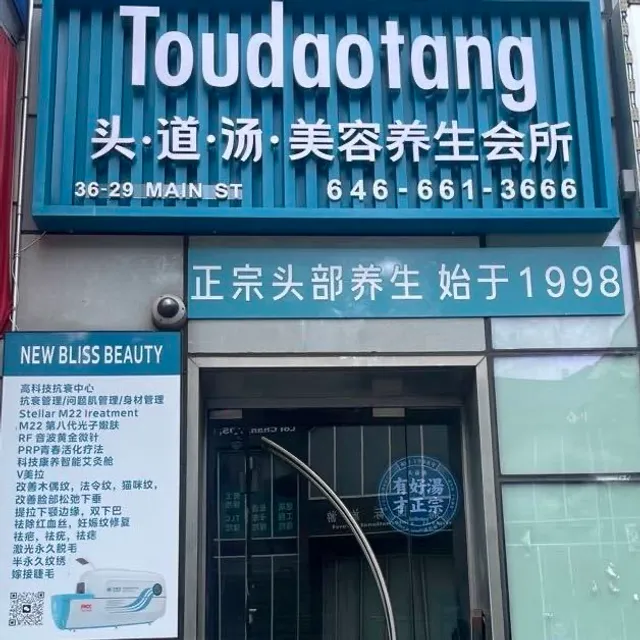 Toudaotang
头·道·汤·美容养生会所
36-29 MAIN ST
646-661-3666
正宗头部养生 始于1998
NEW BLISS BEAUTY
高科技抗衰中心
抗衰管理/问题肌管理/身材管理
Stellar M22 Ireatment
M22 第八代光子嫩肤
RF 音波黄金微针
PRP青春活化疗法
科技康养智能艾灸舱
V美拉
改善木偶纹，法令纹，猫咪纹，
改善脸部松弛下垂
提拉下颚边缘，双下巴
祛除红血丝，妊娠纹修复
祛疤，祛疣，祛痣
激光永久脱毛
半永久纹绣
嫁接睫毛
有好湯
才正宗